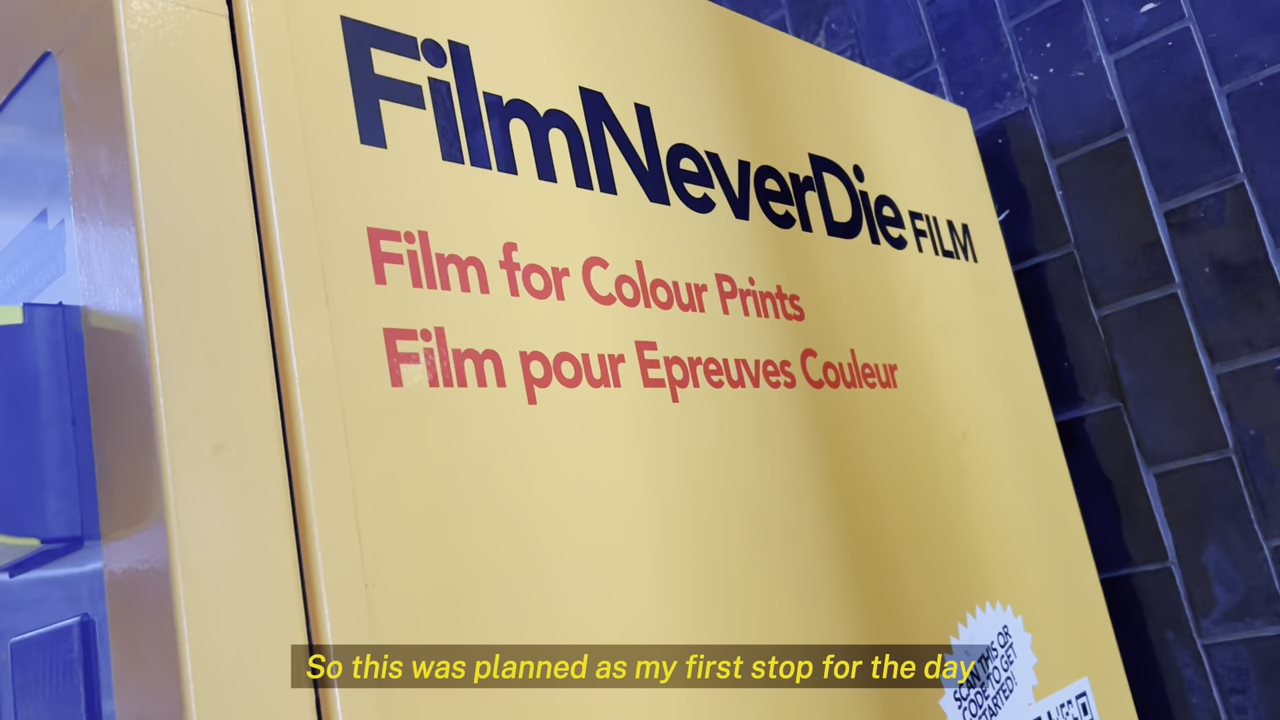 FilmNeverDie FILM
Film for Colour Prints
Film pour Epreuves Couleur
SCAN THIS QR
CODE TO GET
STARTED!
So this was planned as my first stop for the day